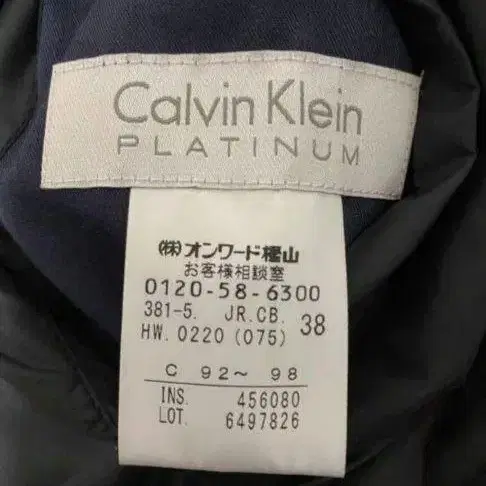 Calvin Klein
PLATINUM
㈱オンワード樫山
お客様相談室
0120-58-6300
381-5. JR.CB. 38
HW. 0220 (075)
C 92～ 98
INS. 456080
LOT. 6497826